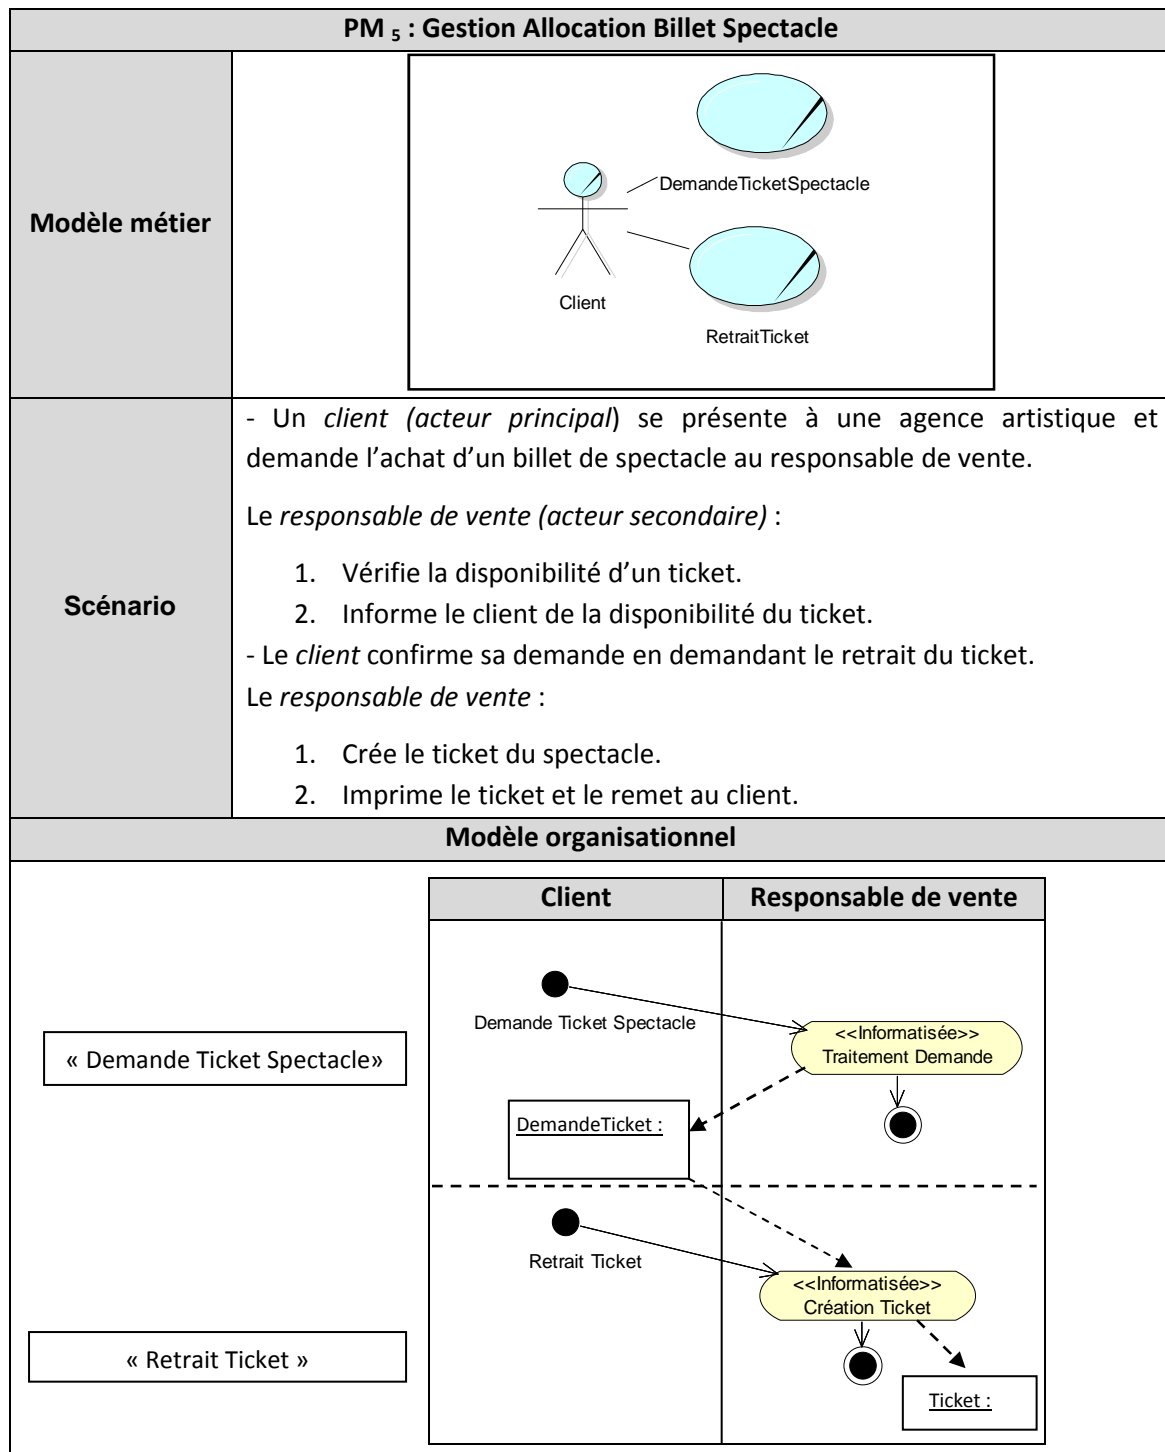 PM 5 : Gestion Allocation Billet Spectacle
Modèle métier
DemandeTicketSpectacle
Client
RetraitTicket
Scénario
- Un client (acteur principal) se présente à une agence artistique et
demande l’achat d’un billet de spectacle au responsable de vente.
Le responsable de vente (acteur secondaire) :
1. Vérifie la disponibilité d’un ticket.
2. Informe le client de la disponibilité du ticket.
- Le client confirme sa demande en demandant le retrait du ticket.
Le responsable de vente :
1. Crée le ticket du spectacle.
2. Imprime le ticket et le remet au client.
Modèle organisationnel
Client
Responsable de vente
Demande Ticket Spectacle
<<Informatisée>>
Traitement Demande
« Demande Ticket Spectacle»
DemandeTicket :
Retrait Ticket
<<Informatisée>>
Création Ticket
« Retrait Ticket »
Ticket :